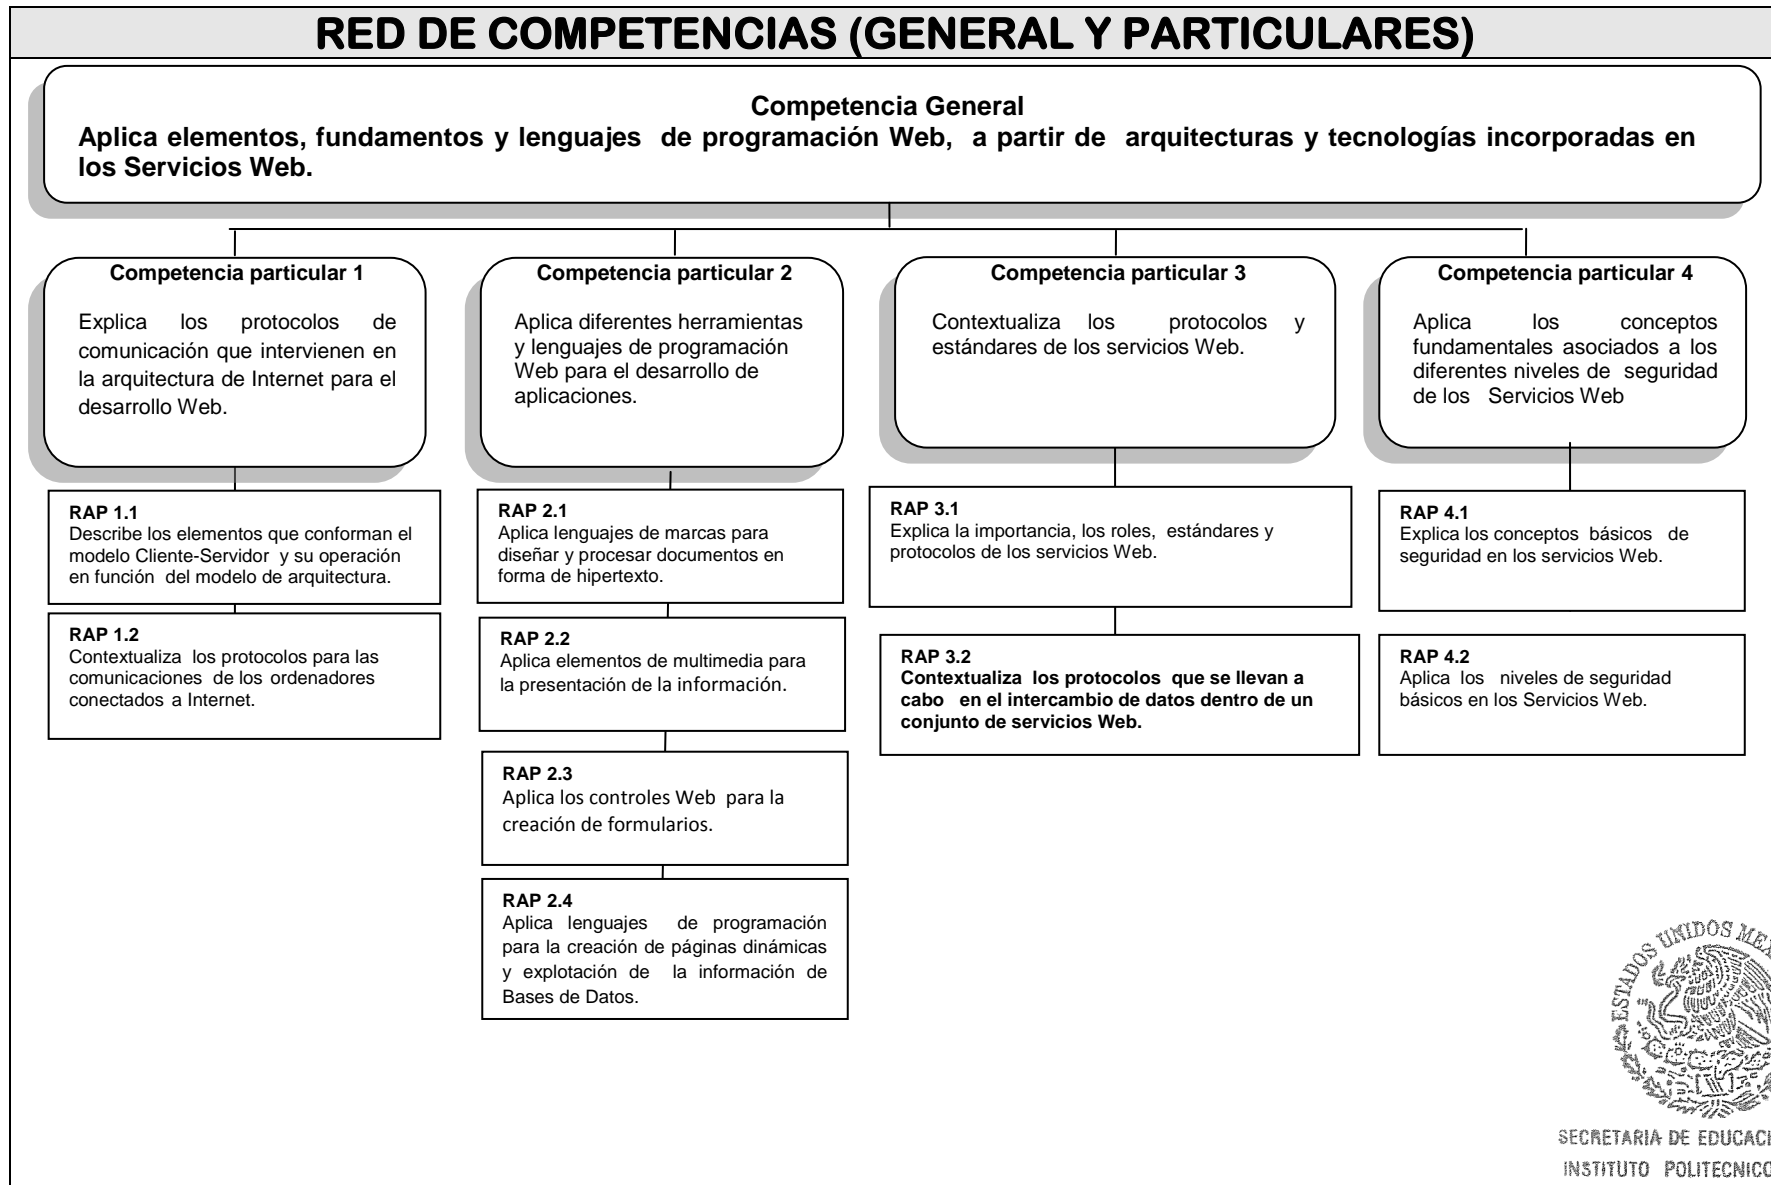 RED DE COMPETENCIAS (GENERAL Y PARTICULARES)
Competencia General
Aplica elementos, fundamentos y lenguajes de programación Web, a partir de arquitecturas y tecnologías incorporadas en
los Servicios Web.
Competencia particular 1
Explica los protocolos de
comunicación que intervienen en
la arquitectura de Internet para el
desarrollo Web.
RAP 1.1
Describe los elementos que conforman el
modelo Cliente-Servidor y su operación
en función del modelo de arquitectura.
RAP 1.2
Contextualiza los protocolos para las
comunicaciones de los ordenadores
conectados a Internet.
Competencia particular 2
Aplica diferentes herramientas
y lenguajes de programación
Web para el desarrollo de
aplicaciones.
RAP 2.1
Aplica lenguajes de marcas para
diseñar y procesar documentos en
forma de hipertexto.
RAP 2.2
Aplica elementos de multimedia para
la presentación de la información.
RAP 2.3
Aplica los controles Web para la
creación de formularios.
RAP 2.4
Aplica lenguajes de programación
para la creación de páginas dinámicas
y explotación de la información de
Bases de Datos.
Competencia particular 3
Contextualiza los protocolos y
estándares de los servicios Web.
RAP 3.1
Explica la importancia, los roles, estándares y
protocolos de los servicios Web.
RAP 3.2
Contextualiza los protocolos que se llevan a
cabo en el intercambio de datos dentro de un
conjunto de servicios Web.
Competencia particular 4
Aplica los conceptos
fundamentales asociados a los
diferentes niveles de seguridad
de los Servicios Web
RAP 4.1
Explica los conceptos básicos de
seguridad en los servicios Web.
RAP 4.2
Aplica los niveles de seguridad
básicos en los Servicios Web.
ESTADOS UNIDOS MEX
SECRETARIA DE EDUCACI
INSTITUTO POLITECNICO